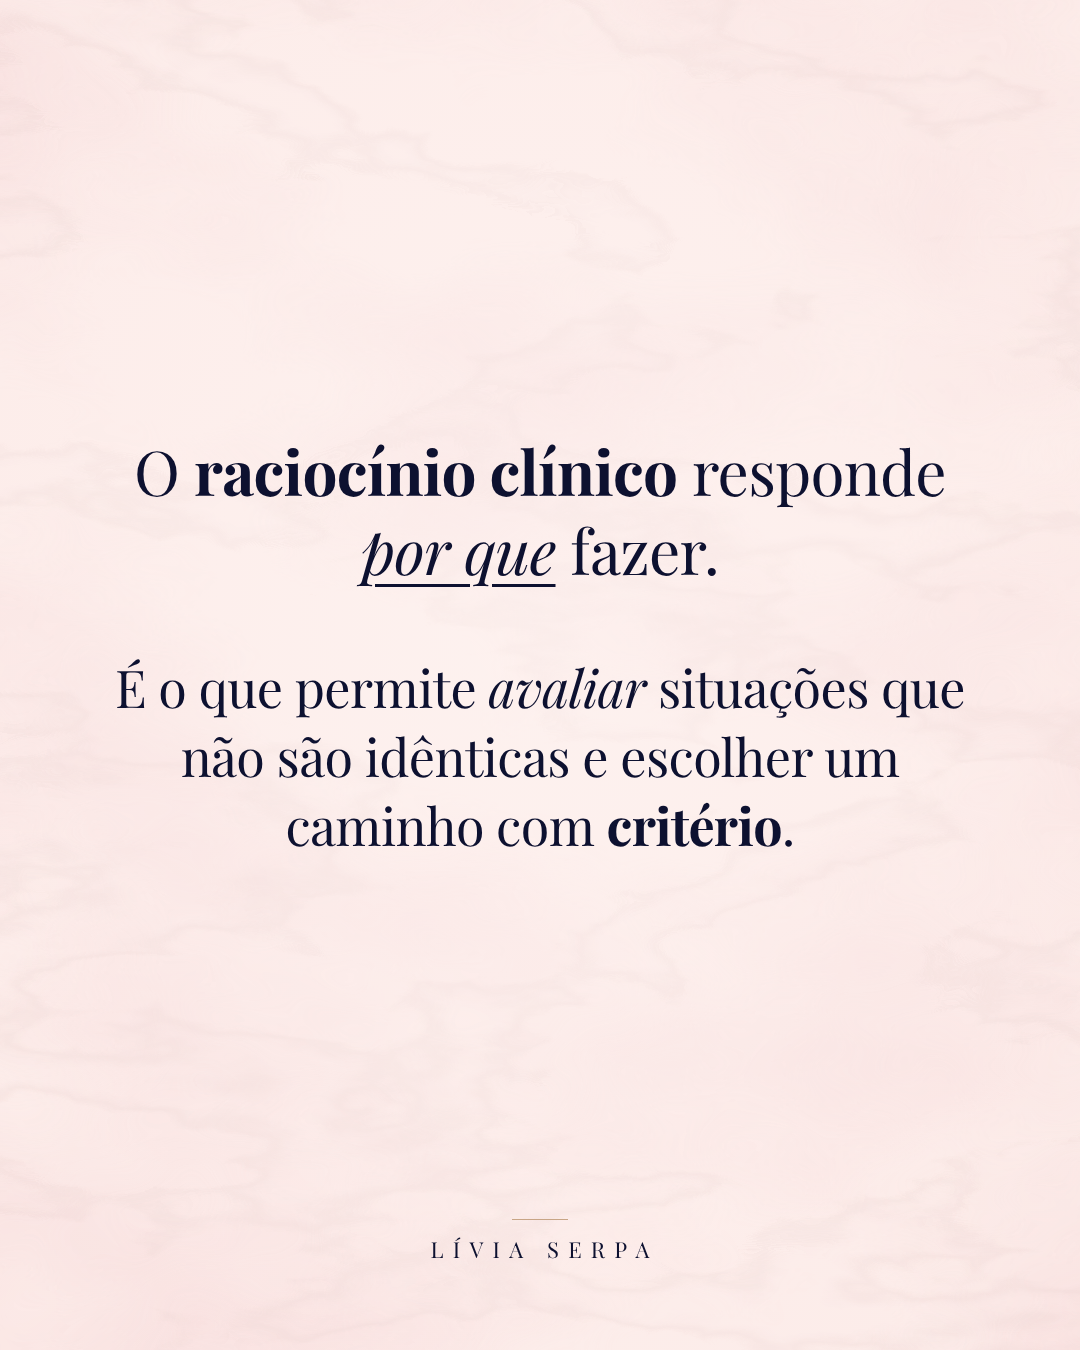 O raciocínio clínico responde
por que fazer.
É o que permite avaliar situações que
não são idênticas e escolher um
caminho com critério.
LÍVIA SERPA